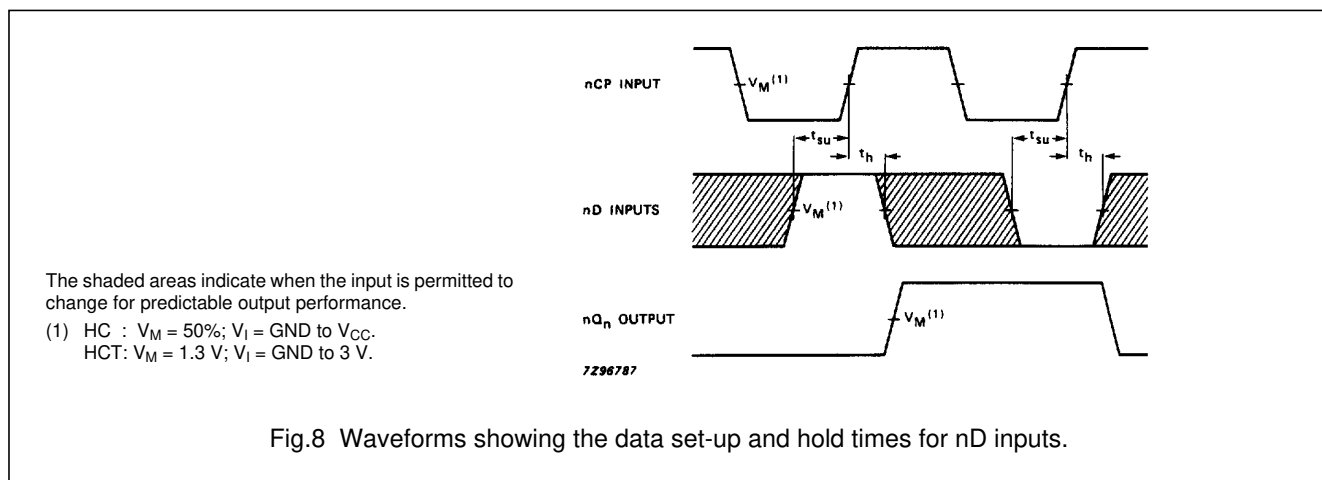 nCP INPUT
VM(1)
tsu
tsu
th
th
nD INPUTS
VM(1)
nQn OUTPUT
VM(1)
7Z96787
The shaded areas indicate when the input is permitted to
change for predictable output performance.
(1) HC : VM = 50%; VI = GND to VCC.
HCT: VM = 1.3 V; VI = GND to 3 V.
Fig.8 Waveforms showing the data set-up and hold times for nD inputs.